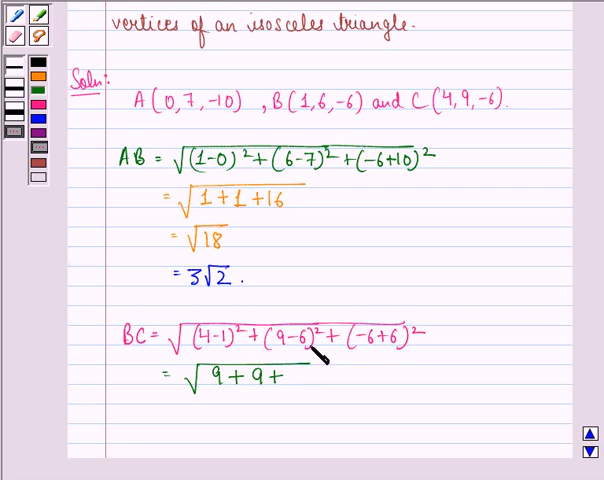 vertices of an isosceles triangle.
Soln:
A(0,7,-10), B(1,6,-6) and C(4,9,-6).
AB = √(1-0)² + (6-7)² + (-6+10)²
= √1+1+16
= √18
= 3√2.
BC = √(4-1)² + (9-6)² + (-6+6)²
= √9+9+